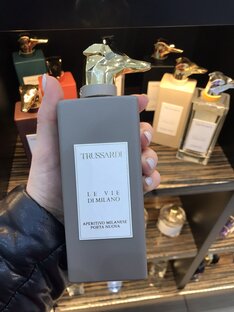 TRUSSARDI
LE VIE
DI MILANO
APERITIVO MILANESE
PORTA NUOVA